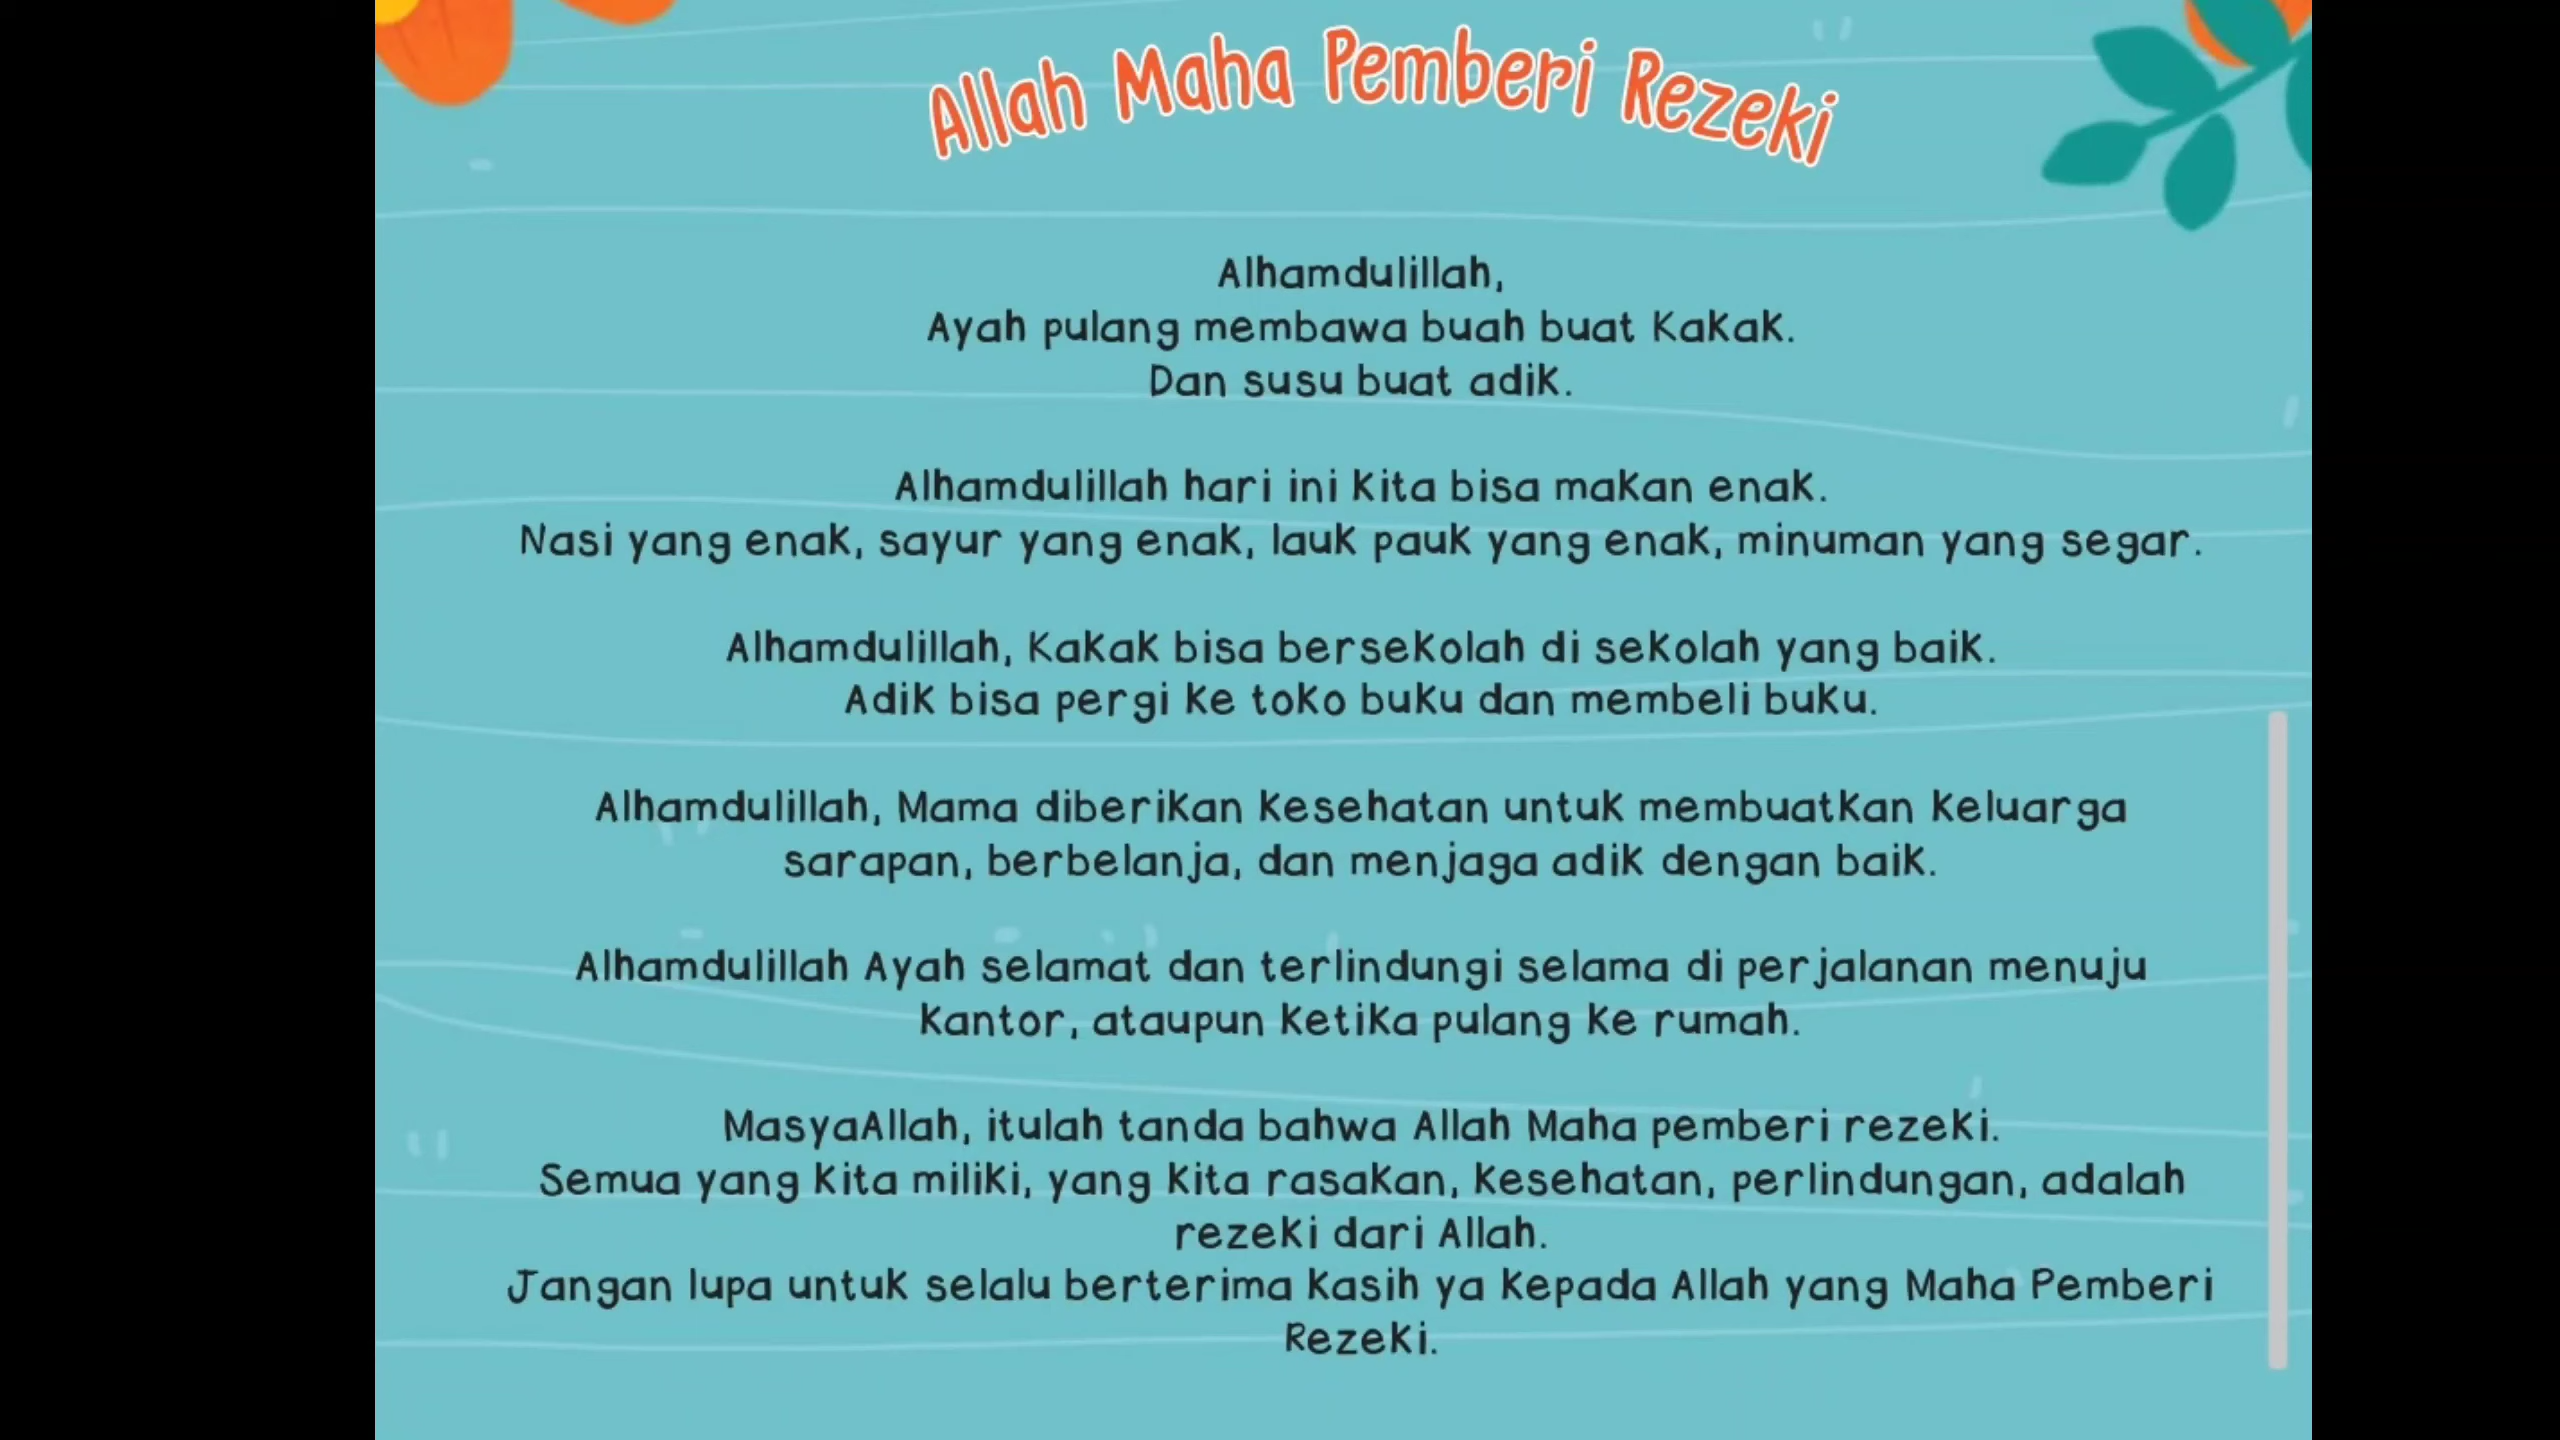 Allah Maha Pemberi Rezeki
Alhamdulillah,
Ayah pulang membawa buah buat Kakak.
Dan susu buat adik.
Alhamdulillah hari ini kita bisa makan enak.
Nasi yang enak, sayur yang enak, lauk pauk yang enak, minuman yang segar.
Alhamdulillah, Kakak bisa bersekolah di sekolah yang baik.
Adik bisa pergi ke toko buku dan membeli buku.
Alhamdulillah, Mama diberikan kesehatan untuk membuatkan keluarga
sarapan, berbelanja, dan menjaga adik dengan baik.
Alhamdulillah Ayah selamat dan terlindungi selama di perjalanan menuju
kantor, ataupun ketika pulang ke rumah.
MasyaAllah, itulah tanda bahwa Allah Maha pemberi rezeki.
Semua yang kita miliki, yang kita rasakan, kesehatan, perlindungan, adalah
rezeki dari Allah.
Jangan lupa untuk selalu berterima kasih ya kepada Allah yang Maha Pemberi
Rezeki.